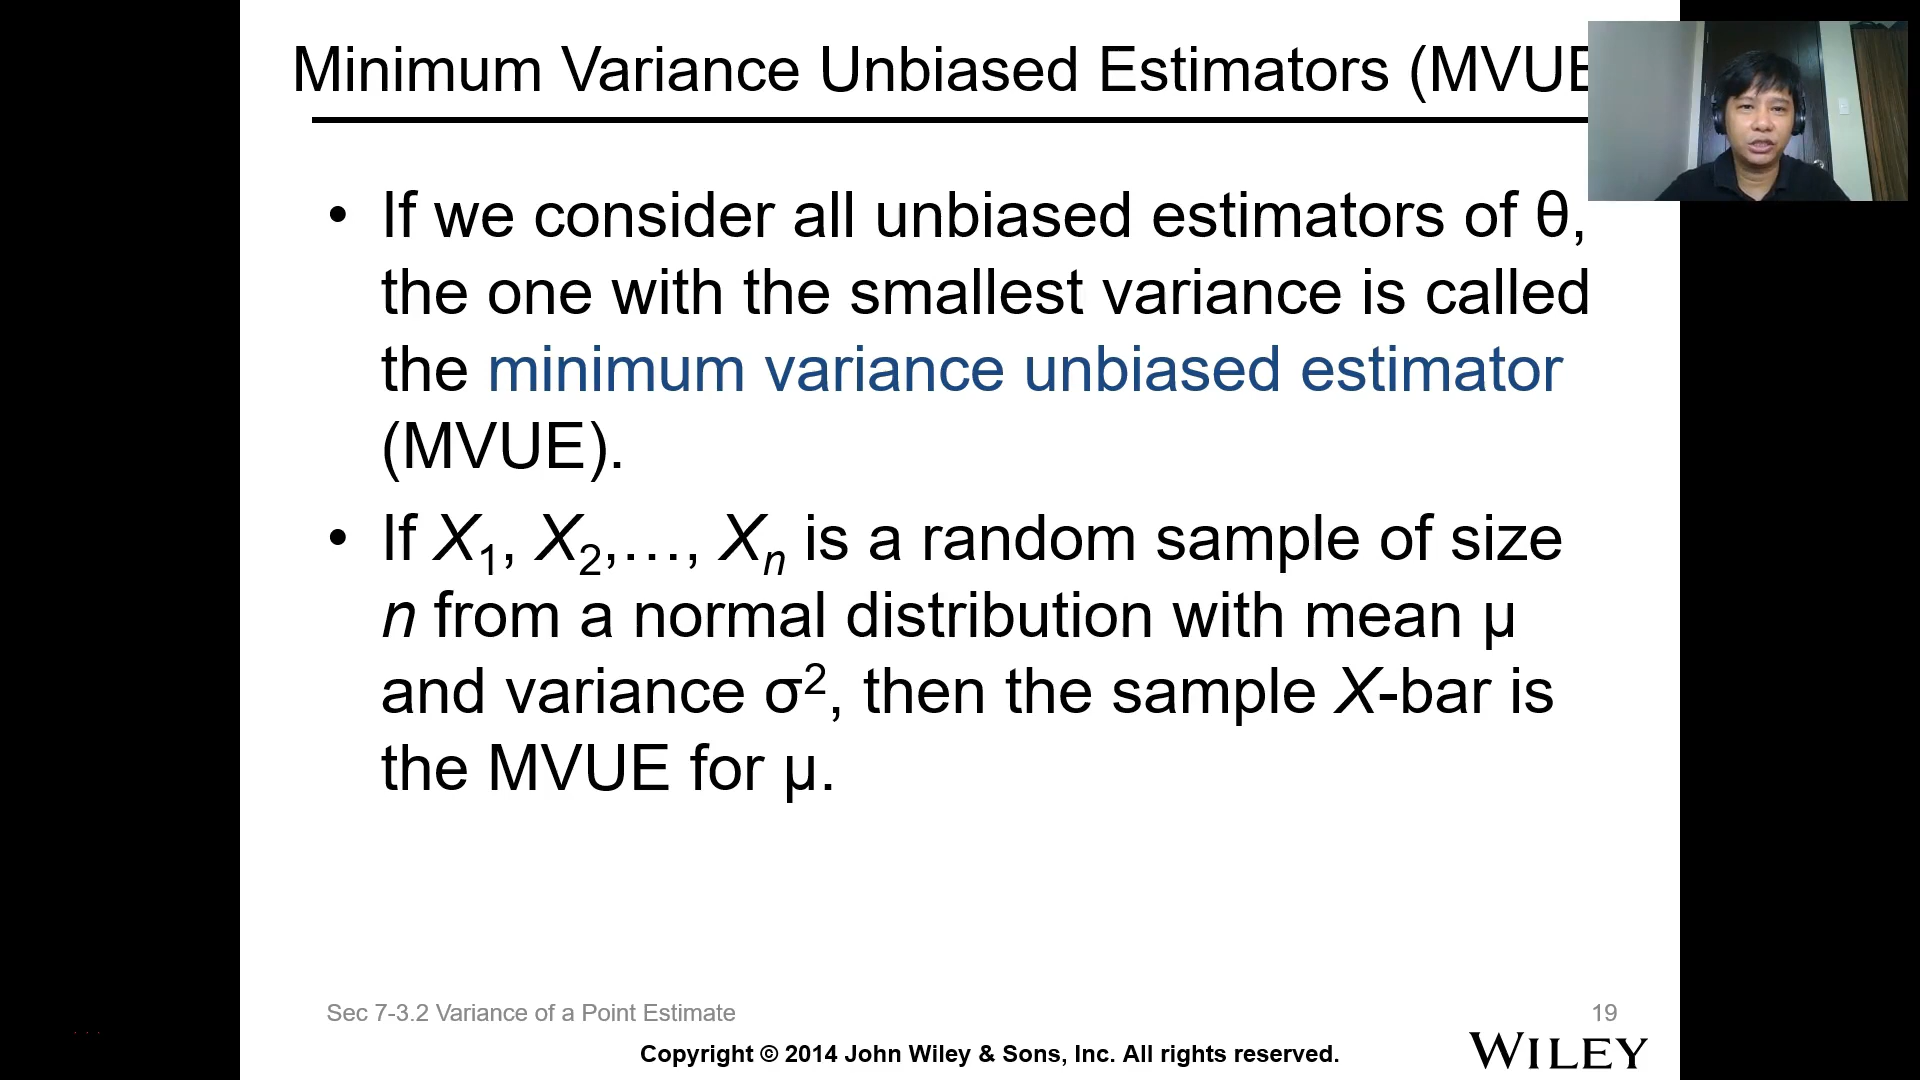 Minimum Variance Unbiased Estimators (MVUE
• If we consider all unbiased estimators of θ,
the one with the smallest variance is called
the minimum variance unbiased estimator
(MVUE).
• If X₁, X₂,…, Xₙ is a random sample of size
n from a normal distribution with mean μ
and variance σ², then the sample X-bar is
the MVUE for μ.
Sec 7-3.2 Variance of a Point Estimate
19
Copyright © 2014 John Wiley & Sons, Inc. All rights reserved.
WILEY